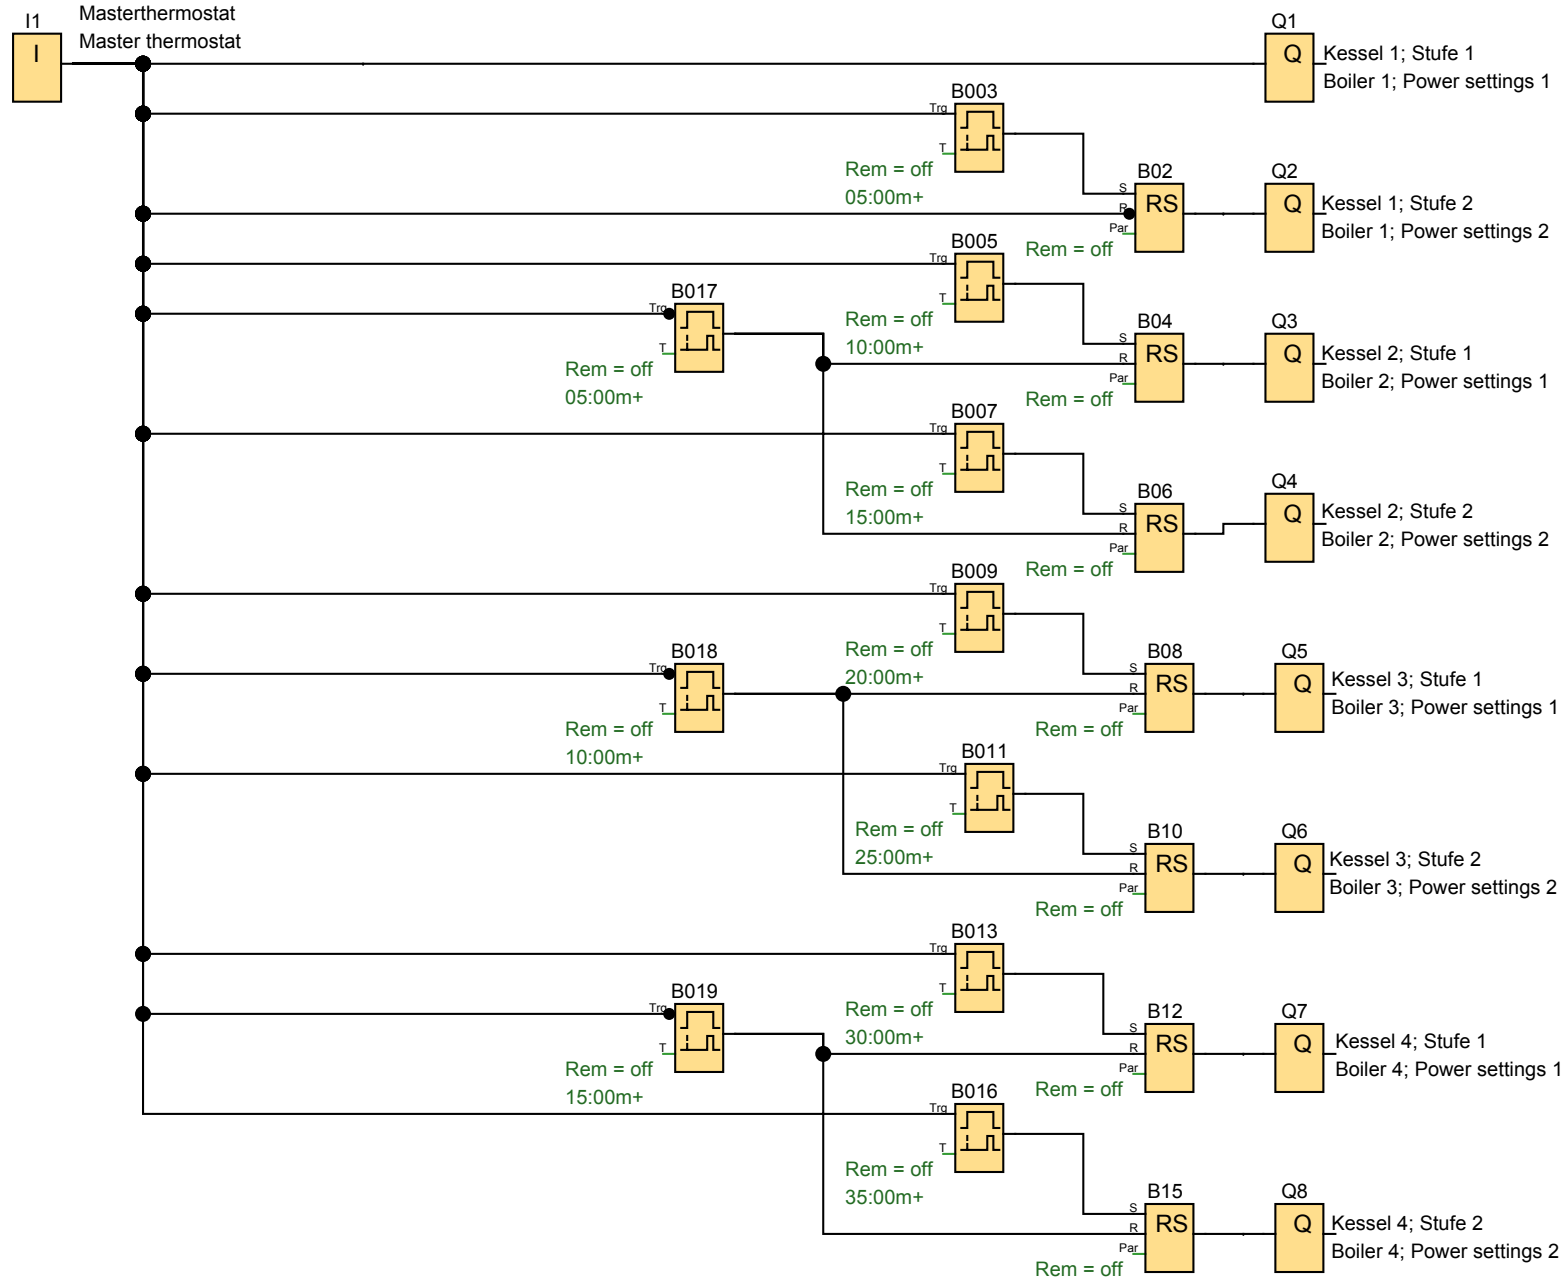 Masterthermostat
Master thermostat
I1
I
Q1
Q
Kessel 1; Stufe 1
Boiler 1; Power settings 1
B003
Trg
T
Rem = off
05:00m+
B02
S
R
Par
RS
Rem = off
Q2
Q
Kessel 1; Stufe 2
Boiler 1; Power settings 2
B005
Trg
T
Rem = off
10:00m+
B017
Trg
T
Rem = off
05:00m+
B04
S
R
Par
RS
Rem = off
Q3
Q
Kessel 2; Stufe 1
Boiler 2; Power settings 1
B007
Trg
T
Rem = off
15:00m+
B06
S
R
Par
RS
Rem = off
Q4
Q
Kessel 2; Stufe 2
Boiler 2; Power settings 2
B009
Trg
T
Rem = off
20:00m+
B018
Trg
T
Rem = off
10:00m+
B08
S
R
Par
RS
Rem = off
Q5
Q
Kessel 3; Stufe 1
Boiler 3; Power settings 1
B011
Trg
T
Rem = off
25:00m+
B10
S
R
Par
RS
Rem = off
Q6
Q
Kessel 3; Stufe 2
Boiler 3; Power settings 2
B013
Trg
T
Rem = off
30:00m+
B019
Trg
T
Rem = off
15:00m+
B12
S
R
Par
RS
Rem = off
Q7
Q
Kessel 4; Stufe 1
Boiler 4; Power settings 1
B016
Trg
T
Rem = off
35:00m+
B15
S
R
Par
RS
Rem = off
Q8
Q
Kessel 4; Stufe 2
Boiler 4; Power settings 2